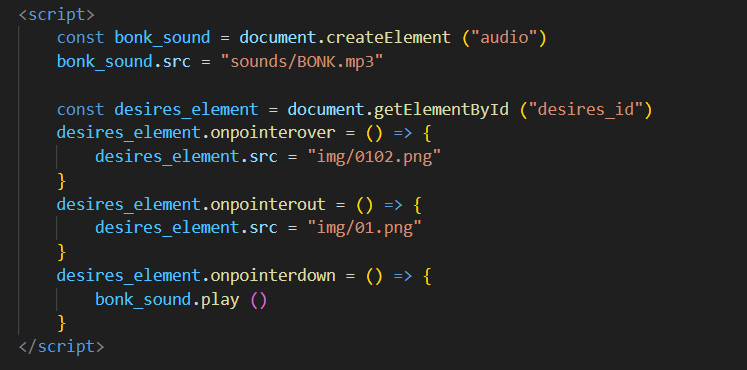 <script>
const bonk_sound = document.createElement ("audio")
bonk_sound.src = "sounds/BONK.mp3"
const desires_element = document.getElementById ("desires_id")
desires_element.onpointerover = () => {
desires_element.src = "img/0102.png"
}
desires_element.onpointerout = () => {
desires_element.src = "img/01.png"
}
desires_element.onpointerdown = () => {
bonk_sound.play ()
}
</script>